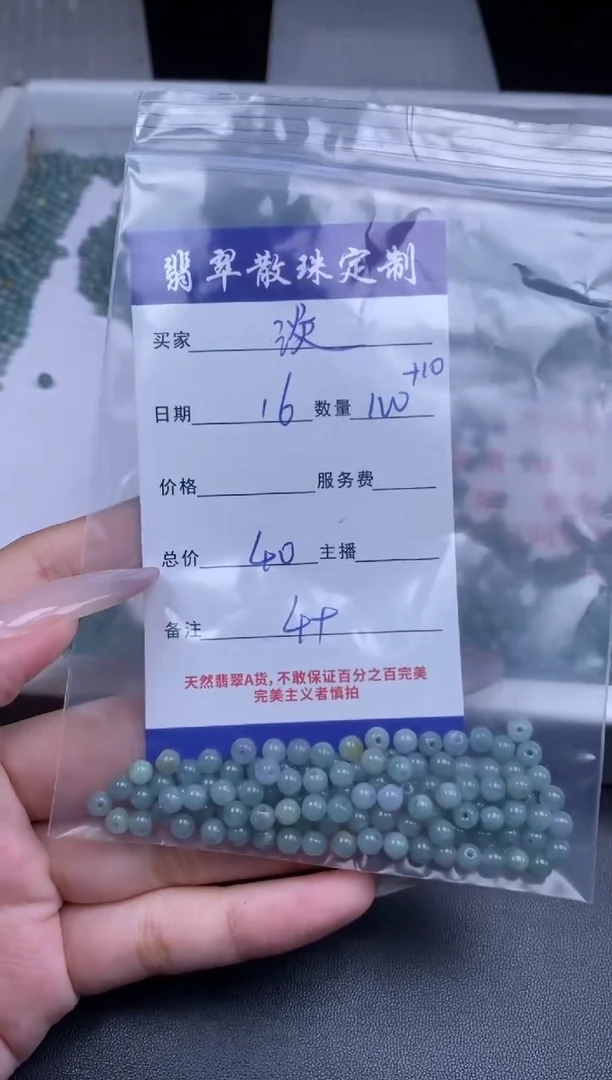 翡翠散珠定制
买家 淡
日期 16 数量 100 +10
价格 服务费
总价 40 主播
备注 4+
天然翡翠A货,不敢保证百分之百完美
完美主义者慎拍